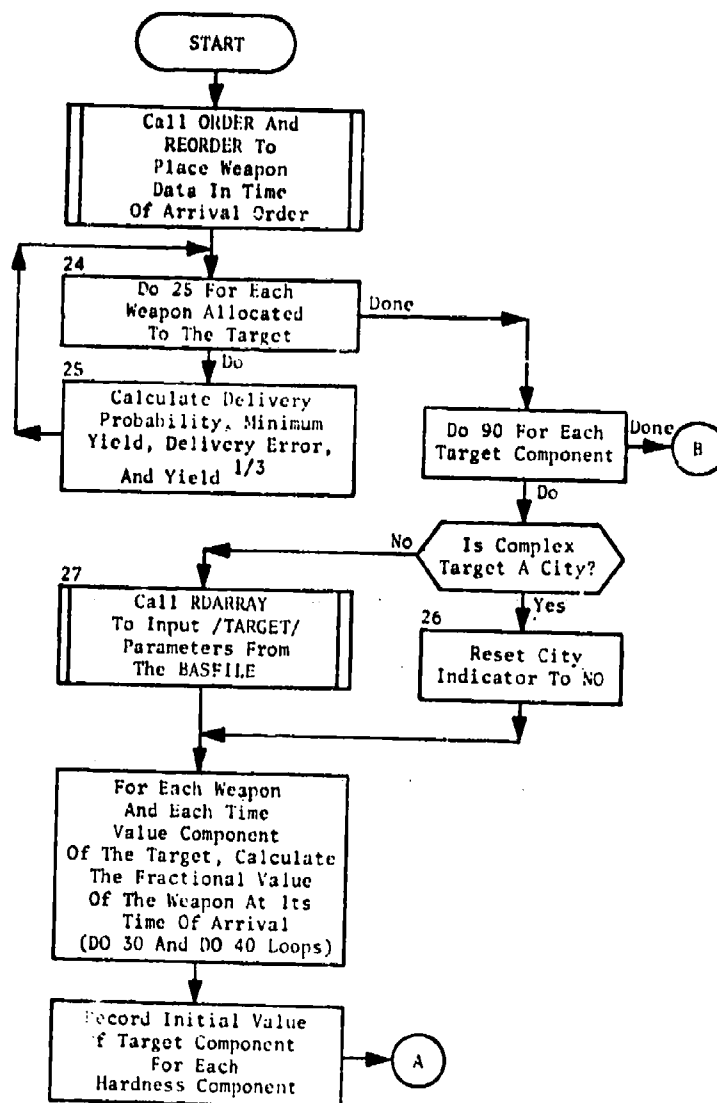 START
Call ORDER And
REORDER To
Place Weapon
Data In Time
Of Arrival Order
24
Do 25 For Each
Weapon Allocated
To The Target
Done
Do
25
Calculate Delivery
Probability, Minimum
Yield, Delivery Error,
And Yield 1/3
Do 90 For Each
Target Component
Done
B
Do
Is Complex
Target A City?
No
Yes
27
Call RDARRAY
To Input /TARGET/
Parameters From
The BASFILE
26
Reset City
Indicator To NO
For Each Weapon
And Each Time
Value Component
Of The Target, Calculate
The Fractional Value
Of The Weapon At Its
Time Of Arrival
(DO 30 And DO 40 Loops)
Record Initial Value
Of Target Component
For Each
Hardness Component
A